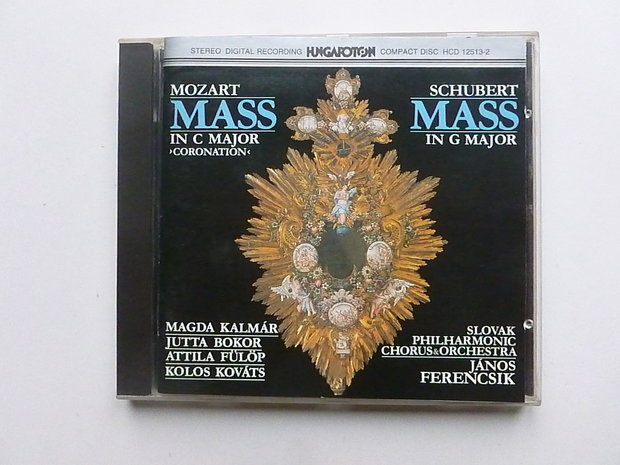 STEREO DIGITAL RECORDING HUNGAROTON COMPACT DISC HCD 12513-2
MOZART
MASS
IN C MAJOR
›CORONATION‹
SCHUBERT
MASS
IN G MAJOR
MAGDA KALMÁR
JUTTA BOKOR
ATTILA FÜLÖP
KOLOS KOVÁTS
SLOVAK
PHILHARMONIC
CHORUS&ORCHESTRA
JÁNOS
FERENCSIK